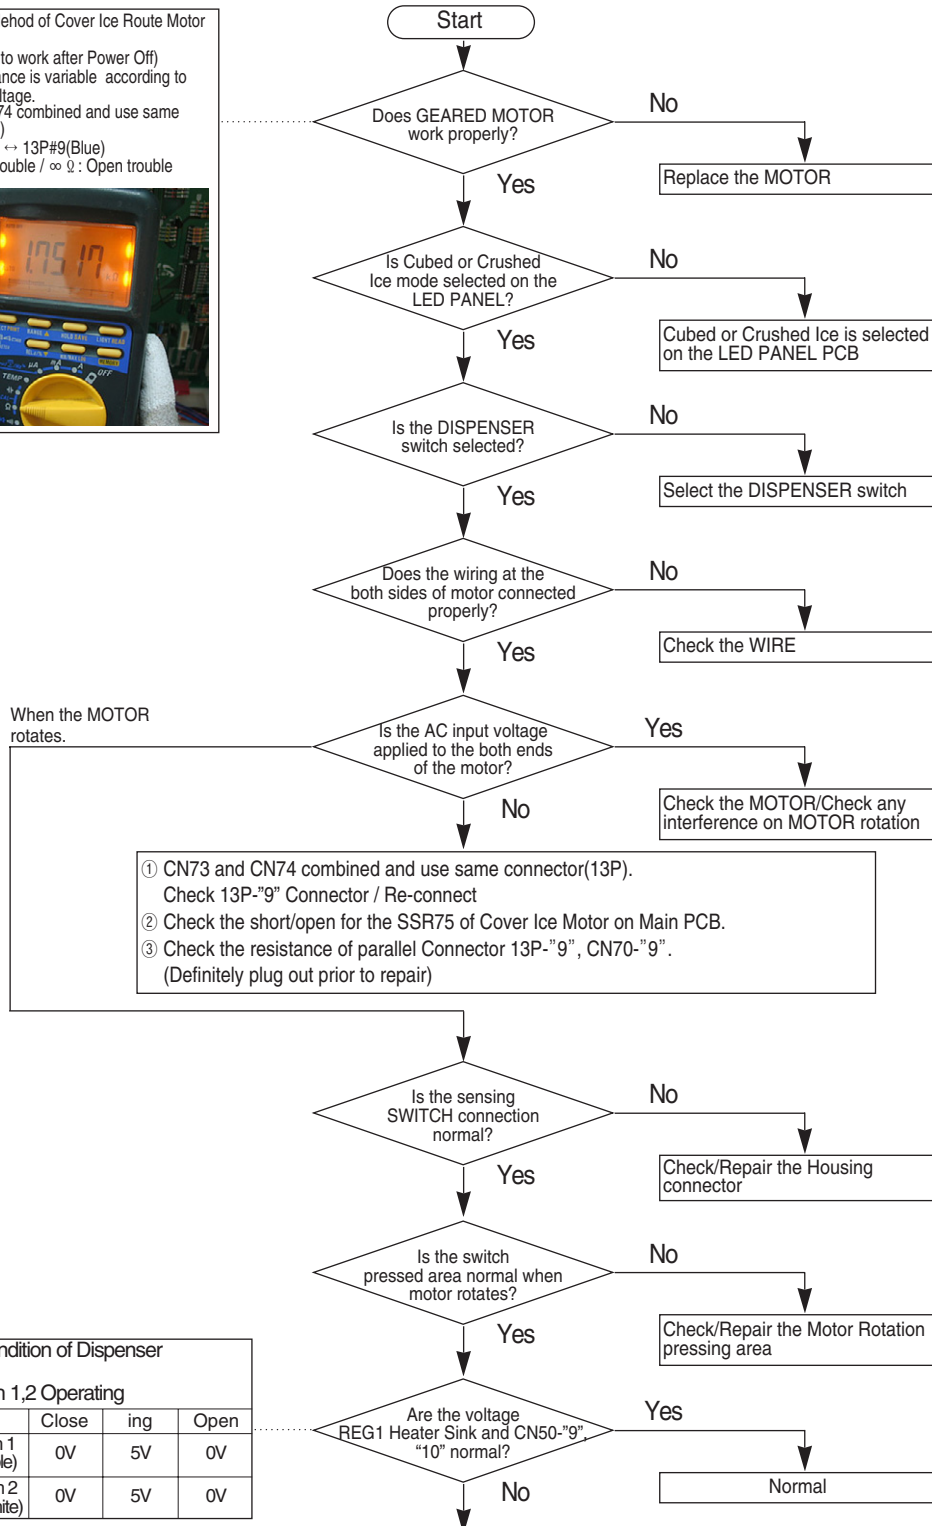 ehod of Cover Ice Route Motor
to work after Power Off)
ance is variable according to
ltage.
74 combined and use same
)
↔ 13P#9(Blue)
ouble / ∞ Ω : Open trouble
1.7517
TEMP
μA
mA
A
OFF
Ω
Start
Does GEARED MOTOR
work properly?
No
Replace the MOTOR
Yes
Is Cubed or Crushed
Ice mode selected on the
LED PANEL?
No
Cubed or Crushed Ice is selected
on the LED PANEL PCB
Yes
Is the DISPENSER
switch selected?
No
Select the DISPENSER switch
Yes
Does the wiring at the
both sides of motor connected
properly?
No
Check the WIRE
Yes
When the MOTOR
rotates.
Is the AC input voltage
applied to the both ends
of the motor?
Yes
Check the MOTOR/Check any
interference on MOTOR rotation
No
① CN73 and CN74 combined and use same connector(13P).
Check 13P-”9” Connector / Re-connect
② Check the short/open for the SSR75 of Cover Ice Motor on Main PCB.
③ Check the resistance of parallel Connector 13P-”9”, CN70-”9”.
(Definitely plug out prior to repair)
Is the sensing
SWITCH connection
normal?
No
Check/Repair the Housing
connector
Yes
Is the switch
pressed area normal when
motor rotates?
No
Check/Repair the Motor Rotation
pressing area
Yes
Are the voltage
REG1 Heater Sink and CN50-”9”,
“10” normal?
Yes
Normal
No
ndition of Dispenser
n 1,2 Operating
Close ing Open
n 1
le) 0V 5V 0V
n 2
nite) 0V 5V 0V